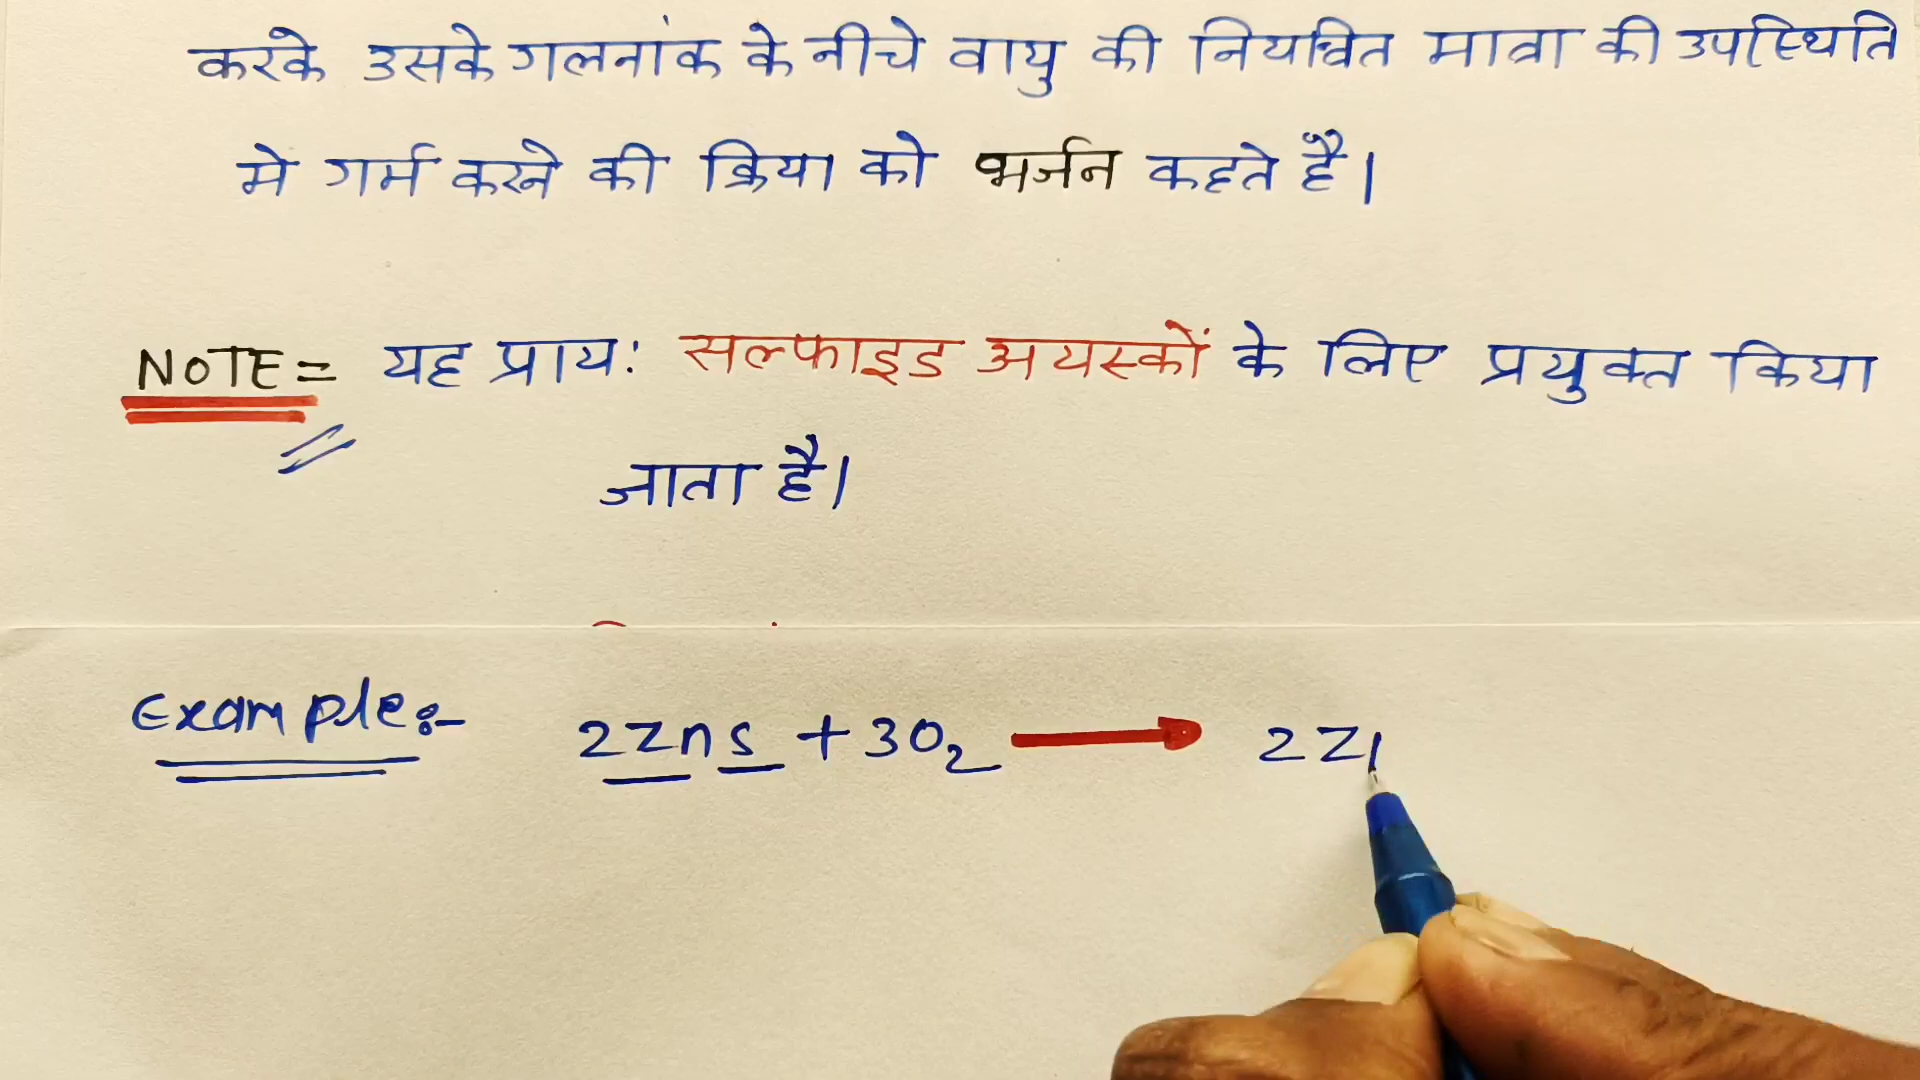 करके उसके गलनांक के नीचे वायु की नियन्त्रित मात्रा की उपस्थिति
मे गर्म करने की क्रिया को भर्जन कहते हैं।
NOTE= यह प्राय: सल्फाइड अयस्कों के लिए प्रयुक्त किया
जाता है।
Example:- 2Zns + 3O₂ ⟶ 2Z